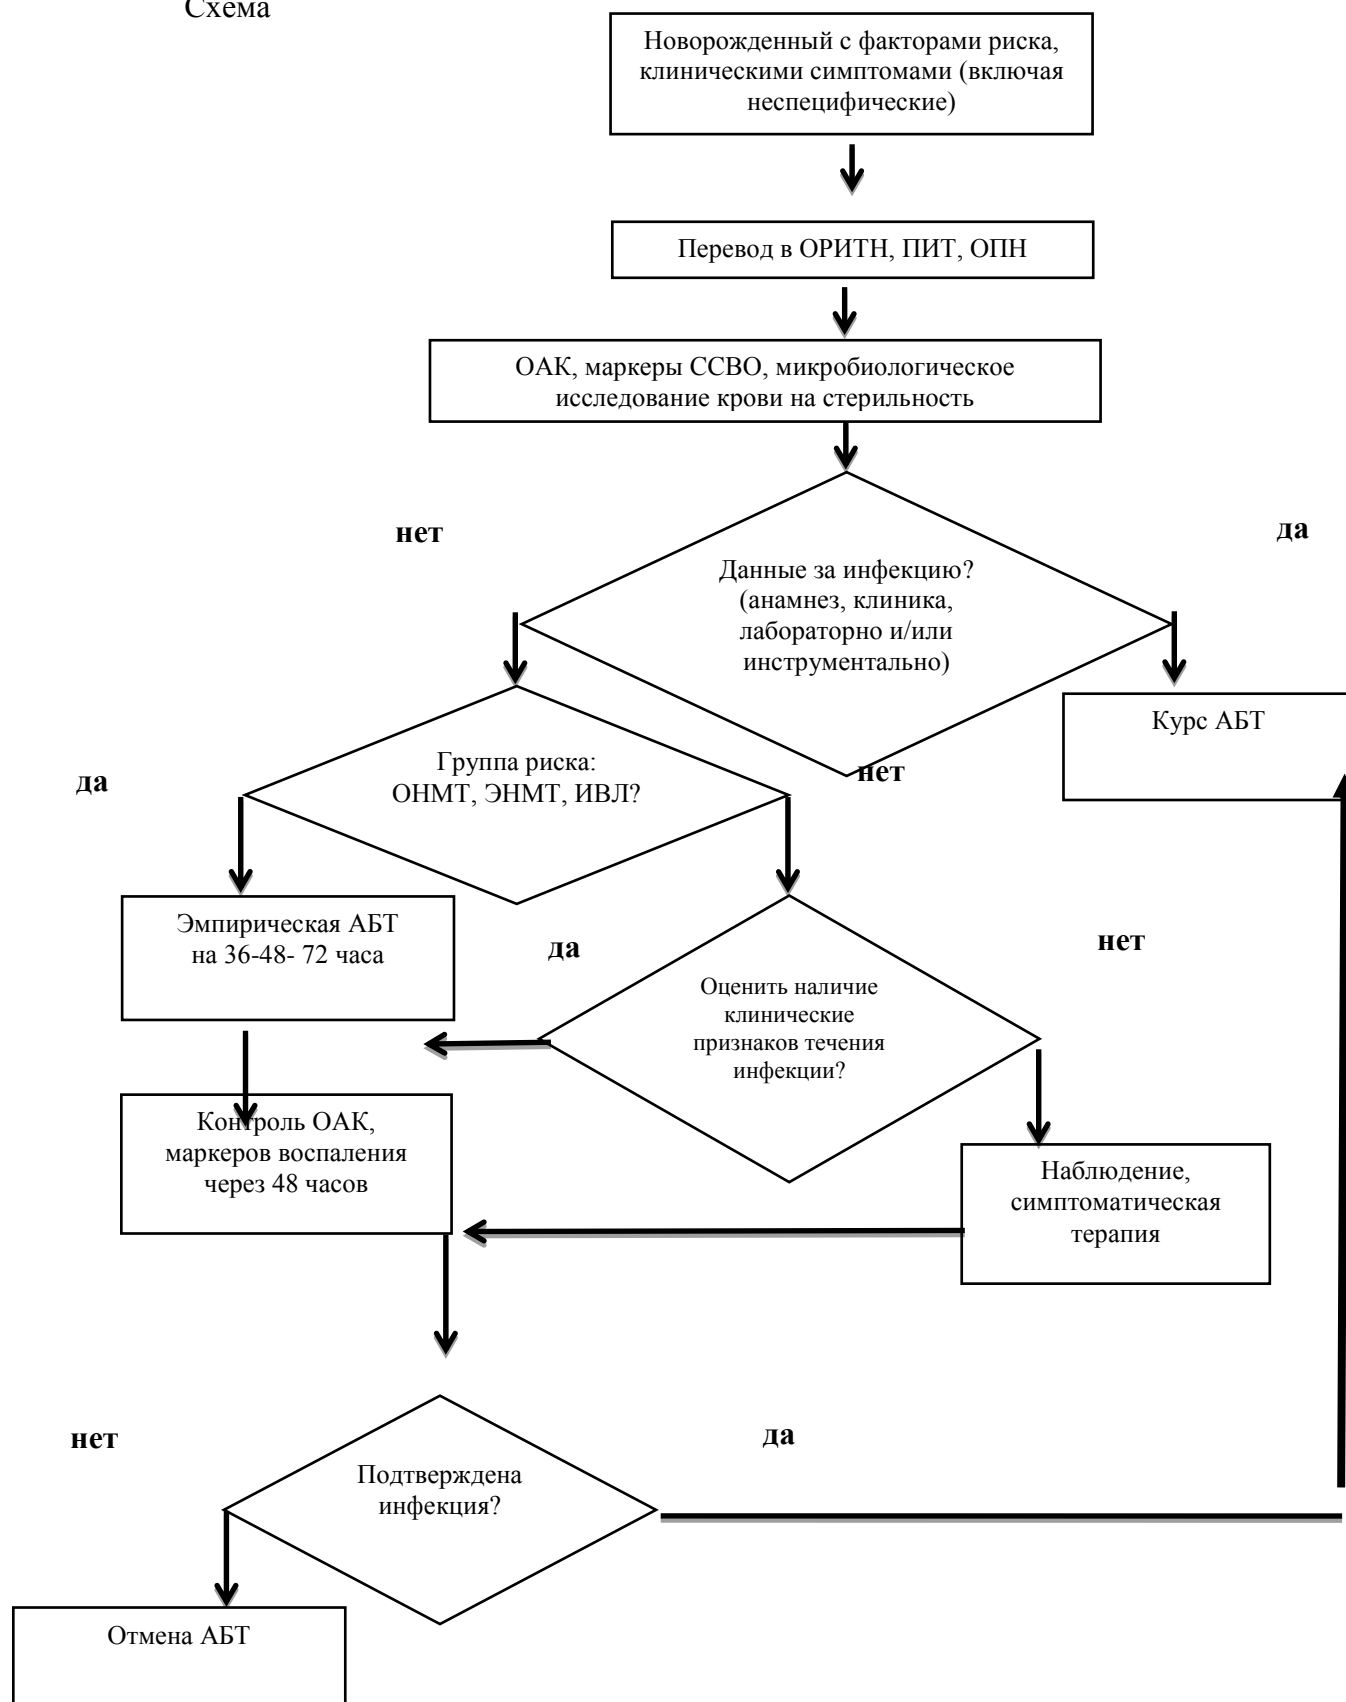 Схема
Новорожденный с факторами риска,
клиническими симптомами (включая
неспецифические)
Перевод в ОРИТН, ПИТ, ОПН
ОАК, маркеры ССВО, микробиологическое
исследование крови на стерильность
нет
да
Данные за инфекцию?
(анамнез, клиника,
лабораторно и/или
инструментально)
Курс АБТ
Группа риска:
ОНМТ, ЭНМТ, ИВЛ?
да
нет
Эмпирическая АБТ
на 36-48- 72 часа
да
нет
Оценить наличие
клинические
признаков течения
инфекции?
Контроль ОАК,
маркеров воспаления
через 48 часов
Наблюдение,
симптоматическая
терапия
нет
да
Подтверждена
инфекция?
Отмена АБТ